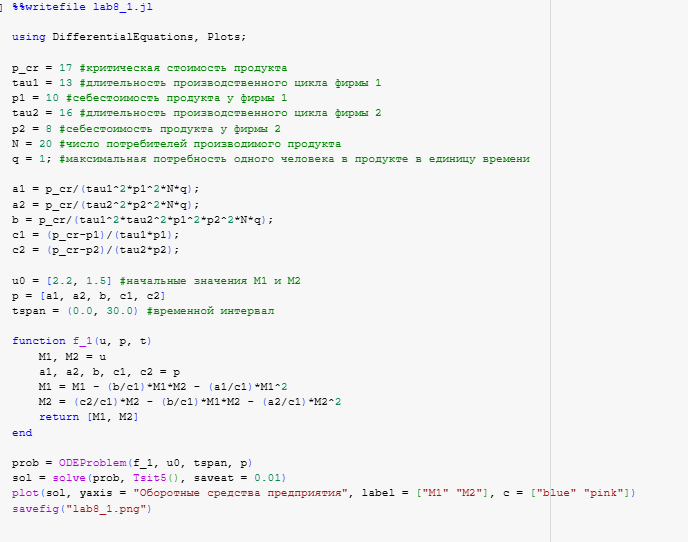 %%writefile lab8_1.jl
using DifferentialEquations, Plots;
p_cr = 17 #критическая стоимость продукта
tau1 = 13 #длительность производственного цикла фирмы 1
p1 = 10 #себестоимость продукта у фирмы 1
tau2 = 16 #длительность производственного цикла фирмы 2
p2 = 8 #себестоимость продукта у фирмы 2
N = 20 #число потребителей производимого продукта
q = 1; #максимальная потребность одного человека в продукте в единицу времени
a1 = p_cr/(tau1^2*p1^2*N*q);
a2 = p_cr/(tau2^2*p2^2*N*q);
b = p_cr/(tau1^2*tau2^2*p1^2*p2^2*N*q);
c1 = (p_cr-p1)/(tau1*p1);
c2 = (p_cr-p2)/(tau2*p2);
u0 = [2.2, 1.5] #начальные значения M1 и M2
p = [a1, a2, b, c1, c2]
tspan = (0.0, 30.0) #временной интервал
function f_1(u, p, t)
    M1, M2 = u
    a1, a2, b, c1, c2 = p
    M1 = M1 - (b/c1)*M1*M2 - (a1/c1)*M1^2
    M2 = (c2/c1)*M2 - (b/c1)*M1*M2 - (a2/c1)*M2^2
    return [M1, M2]
end
prob = ODEProblem(f_1, u0, tspan, p)
sol = solve(prob, Tsit5(), saveat = 0.01)
plot(sol, yaxis = "Оборотные средства предприятия", label = ["M1" "M2"], c = ["blue" "pink"])
savefig("lab8_1.png")